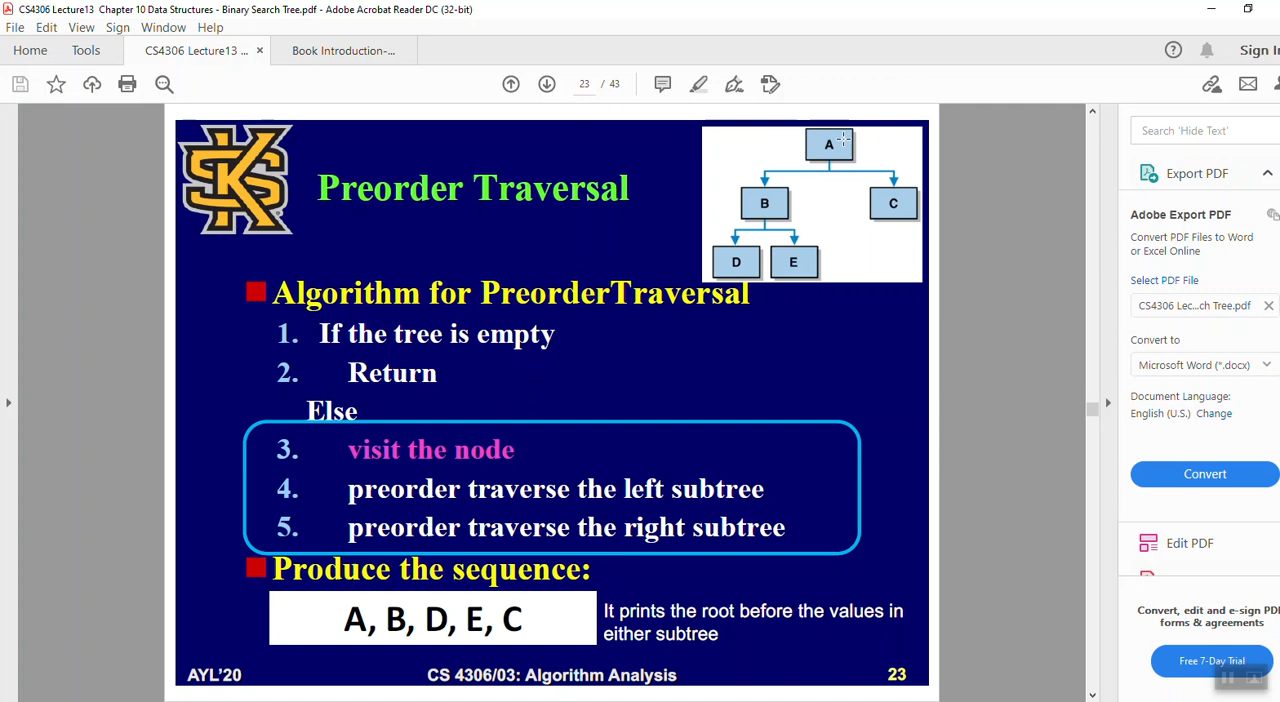 CS4306 Lecture13  Chapter 10 Data Structures - Binary Search Tree.pdf - Adobe Acrobat Reader DC (32-bit)
File Edit View Sign Window Help
Home Tools CS4306 Lecture13 ... × Book Introduction-... Sign In
23 / 43
Search 'Hide Text'
Export PDF
Adobe Export PDF
Convert PDF Files to Word
or Excel Online
Select PDF File
CS4306 Lec...ch Tree.pdf
Convert to
Microsoft Word (*.docx)
Document Language:
English (U.S.) Change
Convert
Edit PDF
Convert, edit and e-sign PDF
forms & agreements
Free 7-Day Trial
KS
Preorder Traversal
A
B C
D E
Algorithm for PreorderTraversal
1. If the tree is empty
2. Return
Else
3. visit the node
4. preorder traverse the left subtree
5. preorder traverse the right subtree
Produce the sequence:
A, B, D, E, C
It prints the root before the values in
either subtree
AYL'20 CS 4306/03: Algorithm Analysis 23